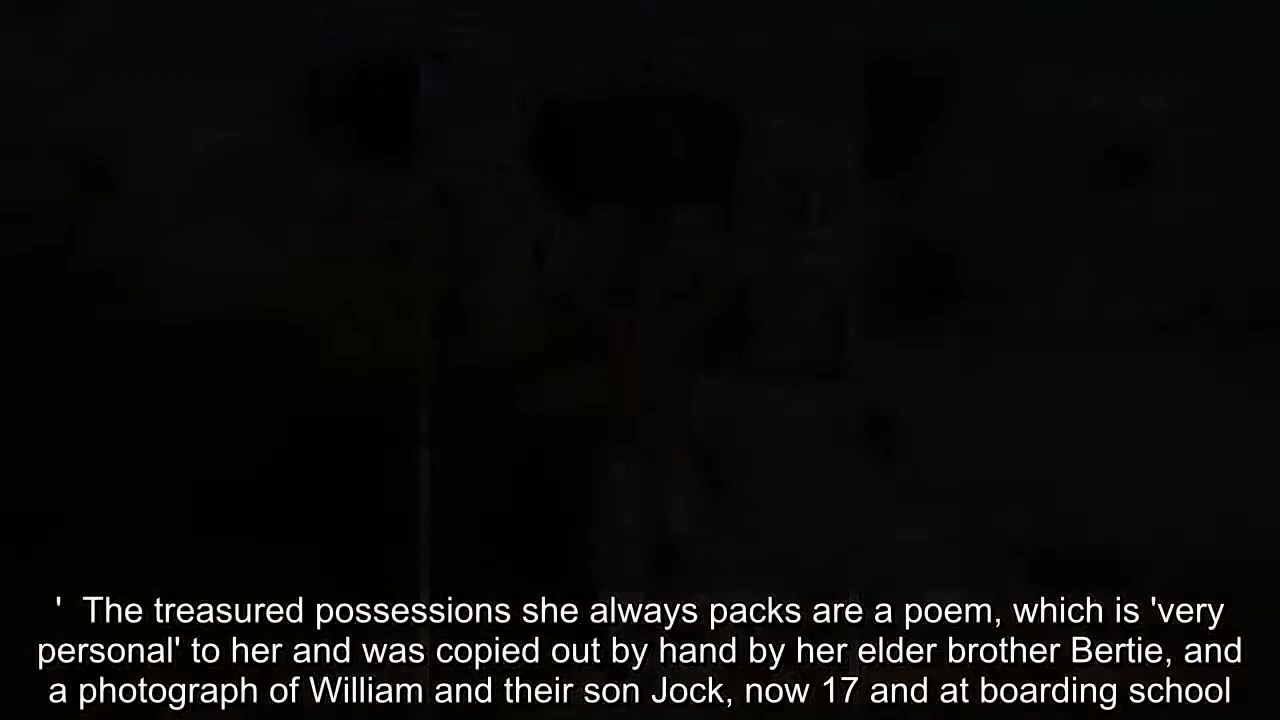 '  The treasured possessions she always packs are a poem, which is 'very
personal' to her and was copied out by hand by her elder brother Bertie, and
a photograph of William and their son Jock, now 17 and at boarding school